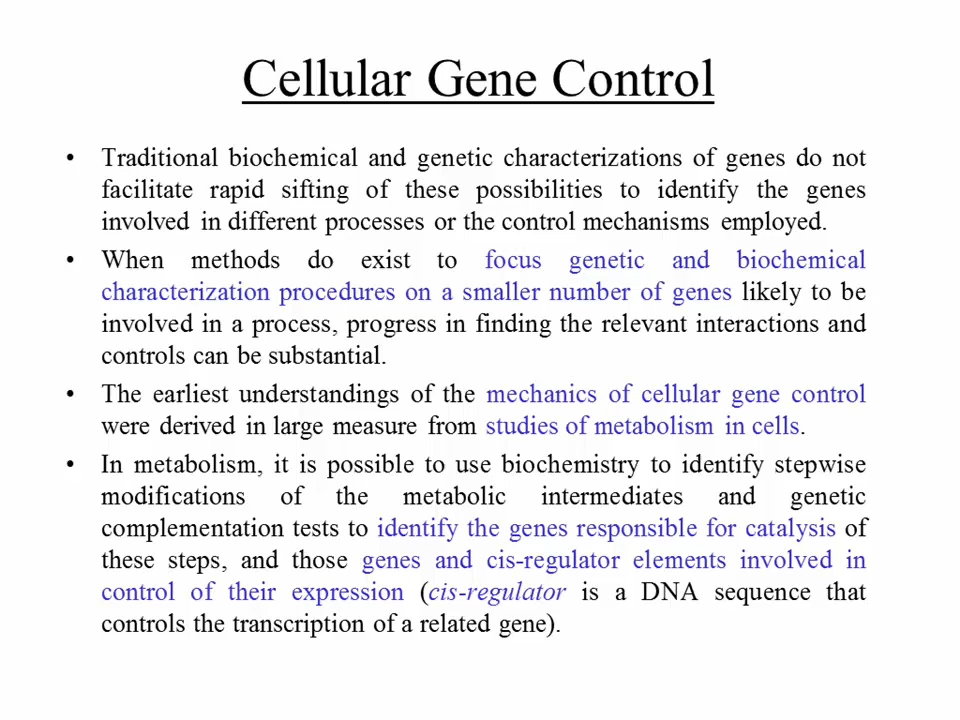 Cellular Gene Control
• Traditional biochemical and genetic characterizations of genes do not
facilitate rapid sifting of these possibilities to identify the genes
involved in different processes or the control mechanisms employed.
• When methods do exist to focus genetic and biochemical
characterization procedures on a smaller number of genes likely to be
involved in a process, progress in finding the relevant interactions and
controls can be substantial.
• The earliest understandings of the mechanics of cellular gene control
were derived in large measure from studies of metabolism in cells.
• In metabolism, it is possible to use biochemistry to identify stepwise
modifications of the metabolic intermediates and genetic
complementation tests to identify the genes responsible for catalysis of
these steps, and those genes and cis-regulator elements involved in
control of their expression (cis-regulator is a DNA sequence that
controls the transcription of a related gene).